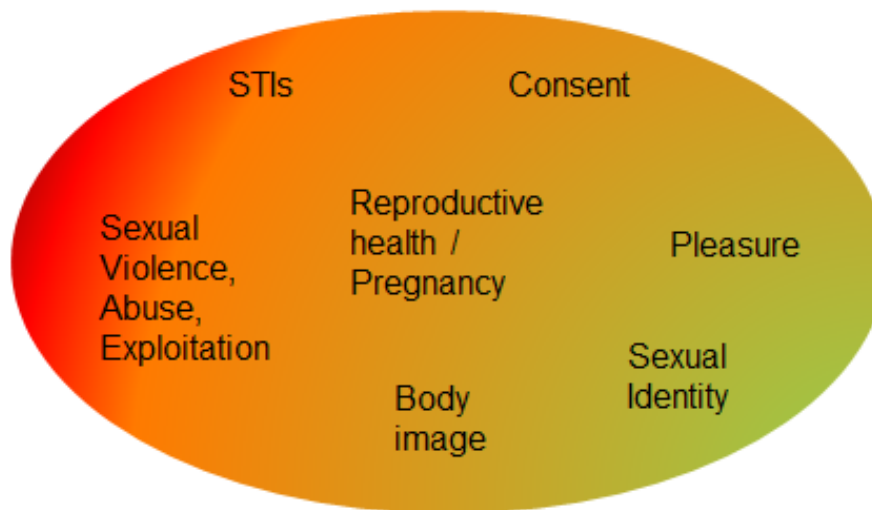 STIs
Consent
Reproductive
health /
Pregnancy
Sexual
Violence,
Abuse,
Exploitation
Pleasure
Sexual
Identity
Body
image